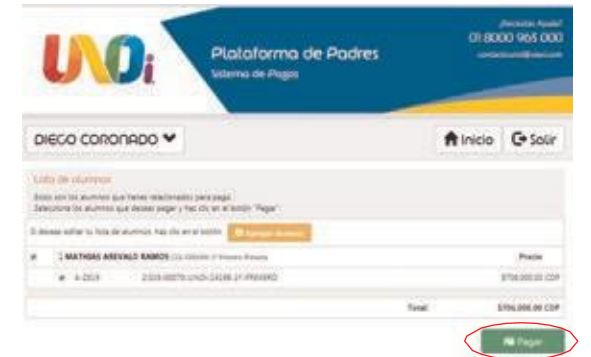 UNOi
Plataforma de Padres
Sistema de Pagos
¿Necesitas Ayuda?
01 8000 965 000
DIEGO CORONADO
Inicio
Salir
Lista de alumnos
Estos son los alumnos que tienes relacionados para pago.
Selecciona los alumnos que deseas pagar y haz clic en el botón "Pagar".
Si deseas editar tu lista de alumnos, haz clic en el botón
MATHIAS AREVALO RAMOS
Precio
A-2019
$706,000.00 COP
Total:
$706,000.00 COP
Pagar